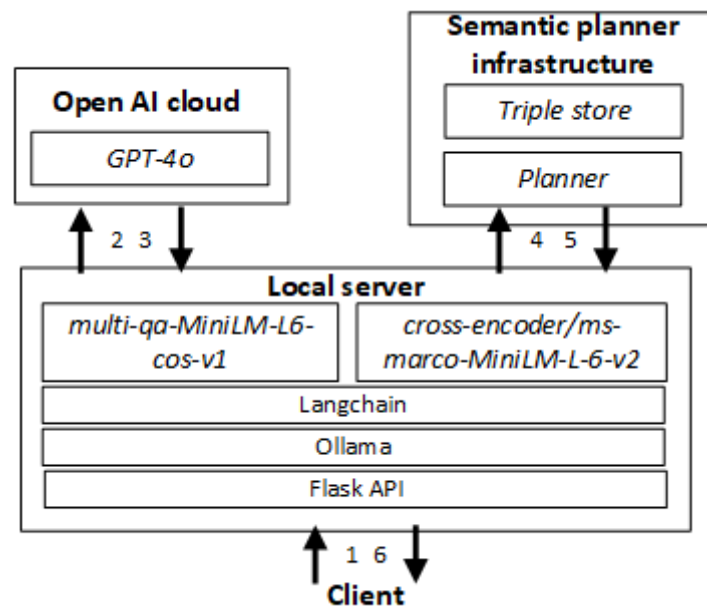 Semantic planner
infrastructure
Triple store
Planner
Open AI cloud
GPT-4o
2 3
4 5
Local server
multi-qa-MiniLM-L6-
cos-v1
cross-encoder/ms-
marco-MiniLM-L-6-v2
Langchain
Ollama
Flask API
1 6
Client